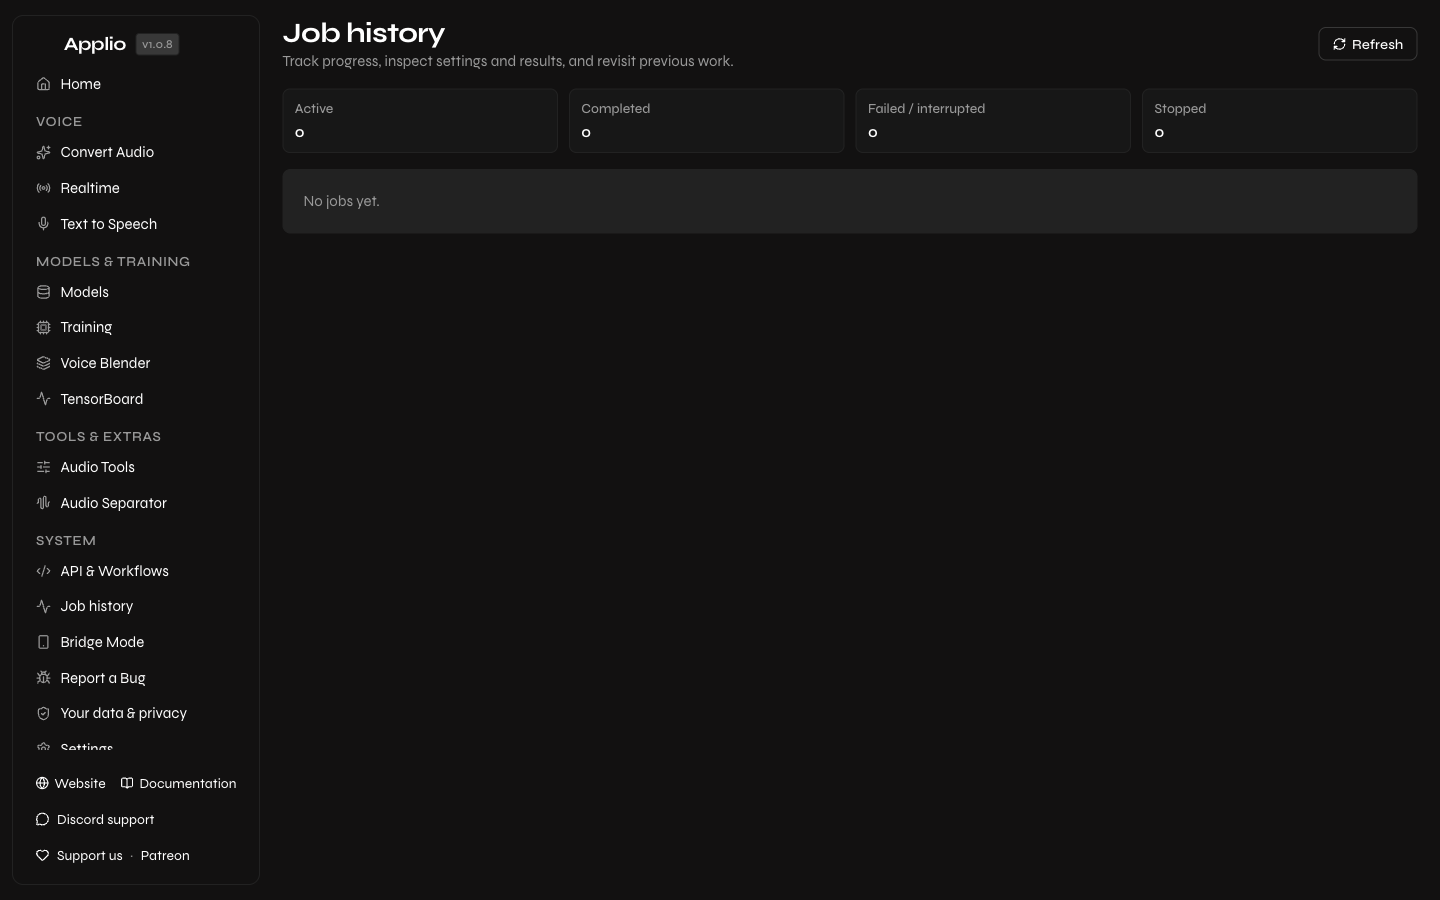 Applio v1.0.8
Home
VOICE
Convert Audio
Realtime
Text to Speech
MODELS & TRAINING
Models
Training
Voice Blender
TensorBoard
TOOLS & EXTRAS
Audio Tools
Audio Separator
SYSTEM
API & Workflows
Job history
Bridge Mode
Report a Bug
Your data & privacy
Settings
Website Documentation
Discord support
Support us · Patreon
Job history
Track progress, inspect settings and results, and revisit previous work.
Refresh
Active
0
Completed
0
Failed / interrupted
0
Stopped
0
No jobs yet.